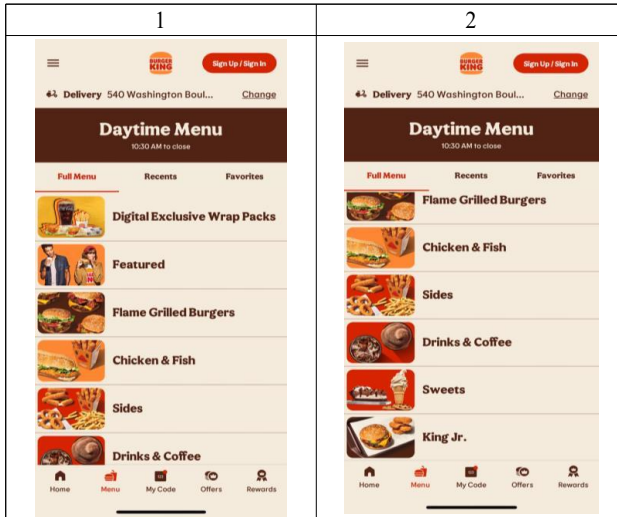 1
2
BURGER
KING
Sign Up / Sign In
Delivery 540 Washington Boul... Change
Daytime Menu
10:30 AM to close
Full Menu Recents Favorites
Digital Exclusive Wrap Packs
Featured
Flame Grilled Burgers
Chicken & Fish
Sides
Drinks & Coffee
Home Menu My Code Offers Rewards
BURGER
KING
Sign Up / Sign In
Delivery 540 Washington Boul... Change
Daytime Menu
10:30 AM to close
Full Menu Recents Favorites
Flame Grilled Burgers
Chicken & Fish
Sides
Drinks & Coffee
Sweets
King Jr.
Home Menu My Code Offers Rewards